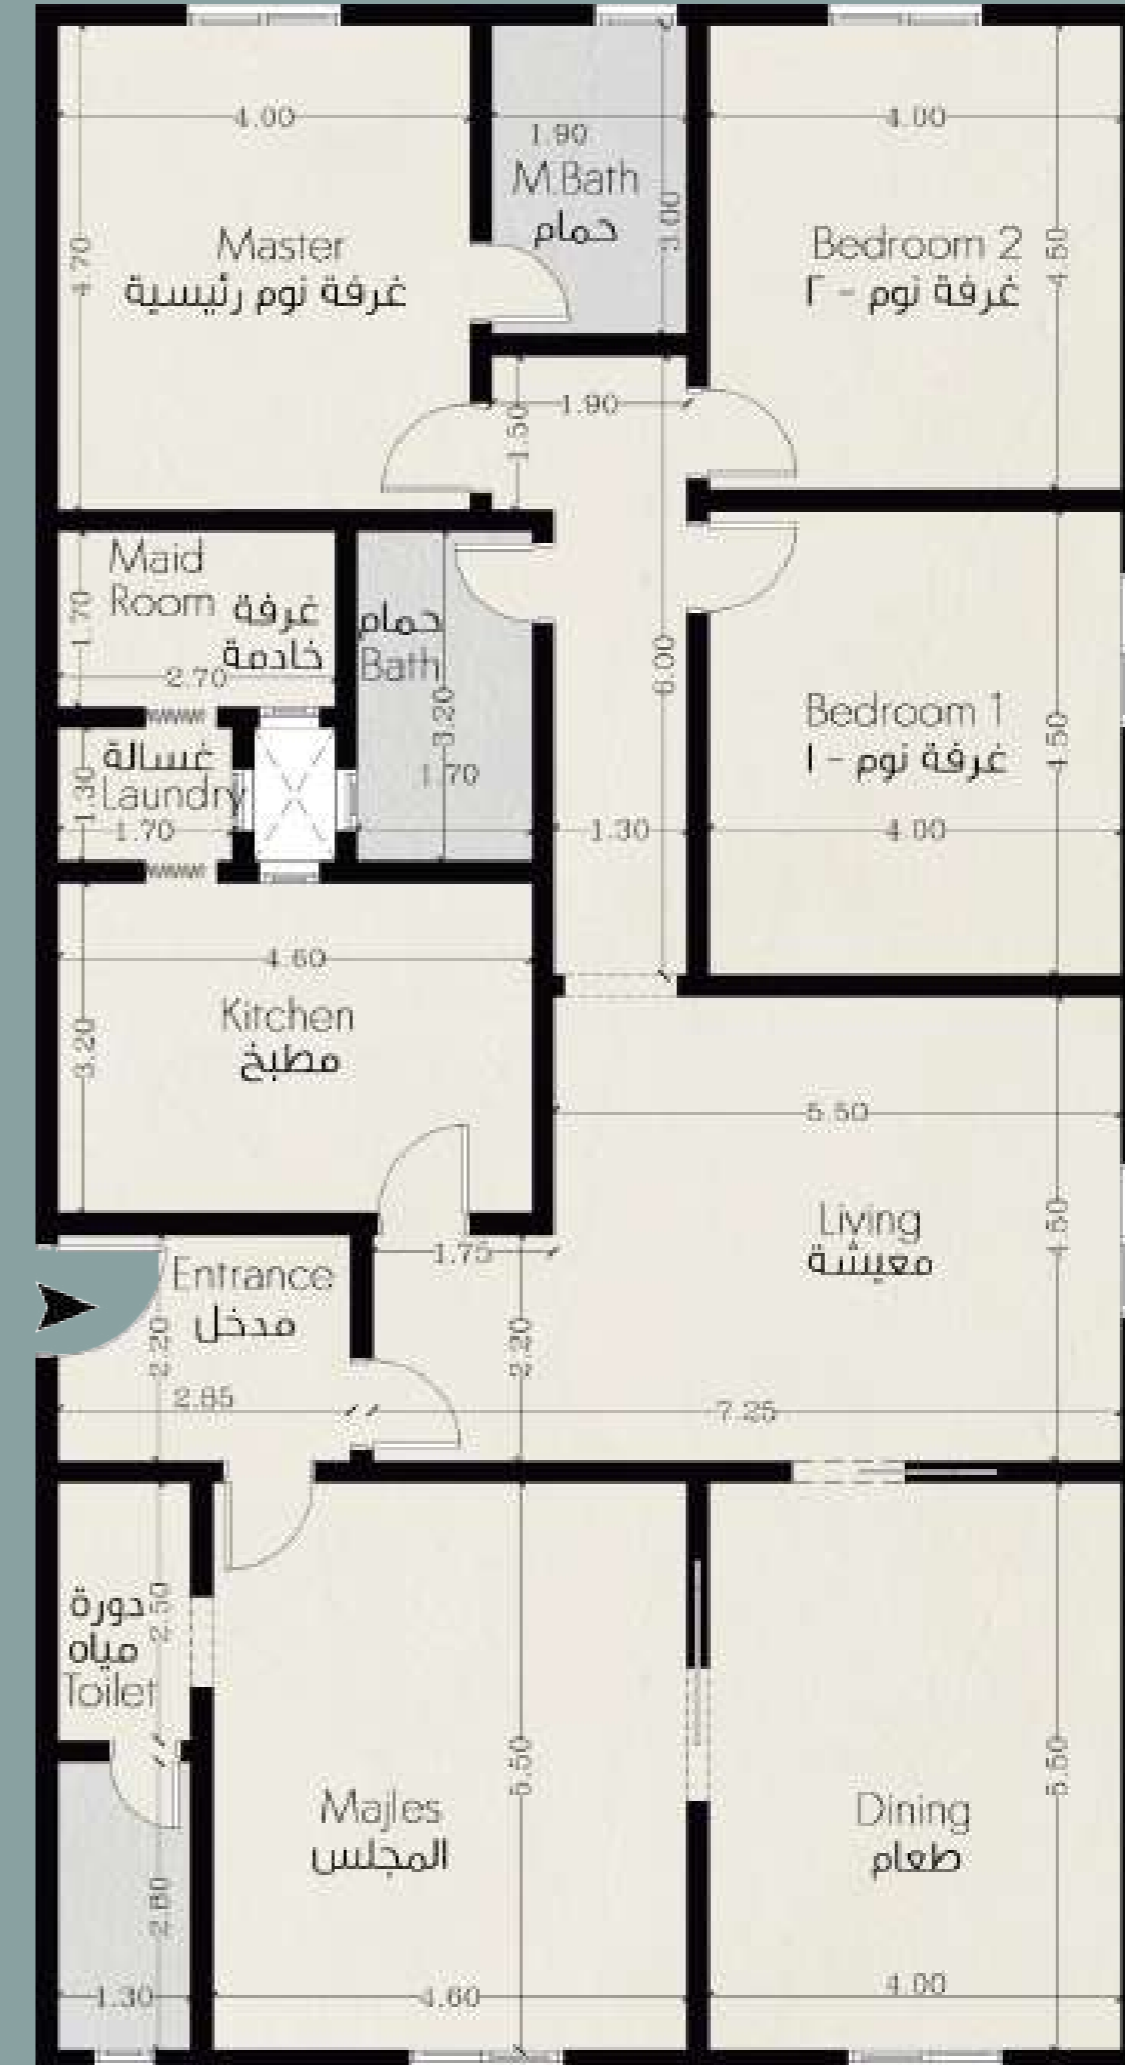 4.00
1.90
4.00
M.Bath
حمام
3.00
Master
غرفة نوم رئيسية
4.70
Bedroom 2
غرفة نوم - ٢
4.50
1.90
1.50
Maid
Room
غرفة
خادمة
1.70
2.70
حمام
Bath
3.20
1.70
6.00
Bedroom 1
غرفة نوم - ١
4.50
غسالة
Laundry
1.30
1.70
1.30
4.00
4.60
Kitchen
مطبخ
3.20
5.50
Living
معيشة
4.50
1.75
Entrance
مدخل
2.20
2.20
2.85
7.25
دورة
مياه
Toilet
2.50
5.50
5.50
Majles
المجلس
Dining
طعام
2.80
1.30
4.60
4.00